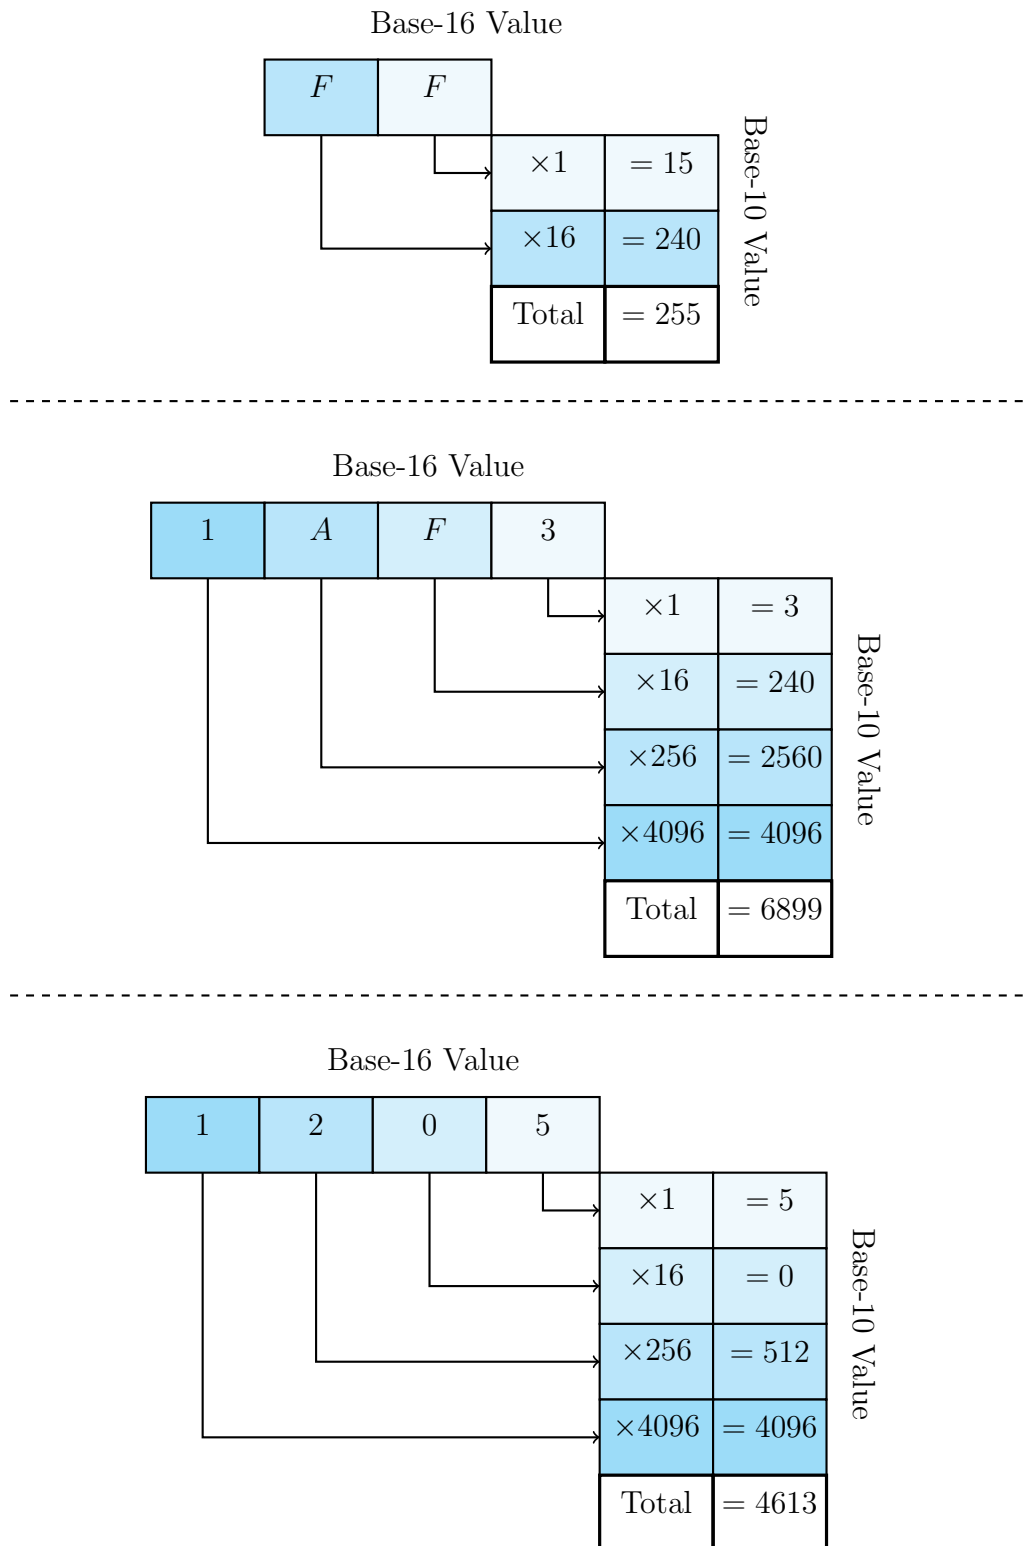 Base-16 Value
F F
×1 = 15
×16 = 240
Total = 255
Base-10 Value
Base-16 Value
1 A F 3
×1 = 3
×16 = 240
×256 = 2560
×4096 = 4096
Total = 6899
Base-10 Value
Base-16 Value
1 2 0 5
×1 = 5
×16 = 0
×256 = 512
×4096 = 4096
Total = 4613
Base-10 Value